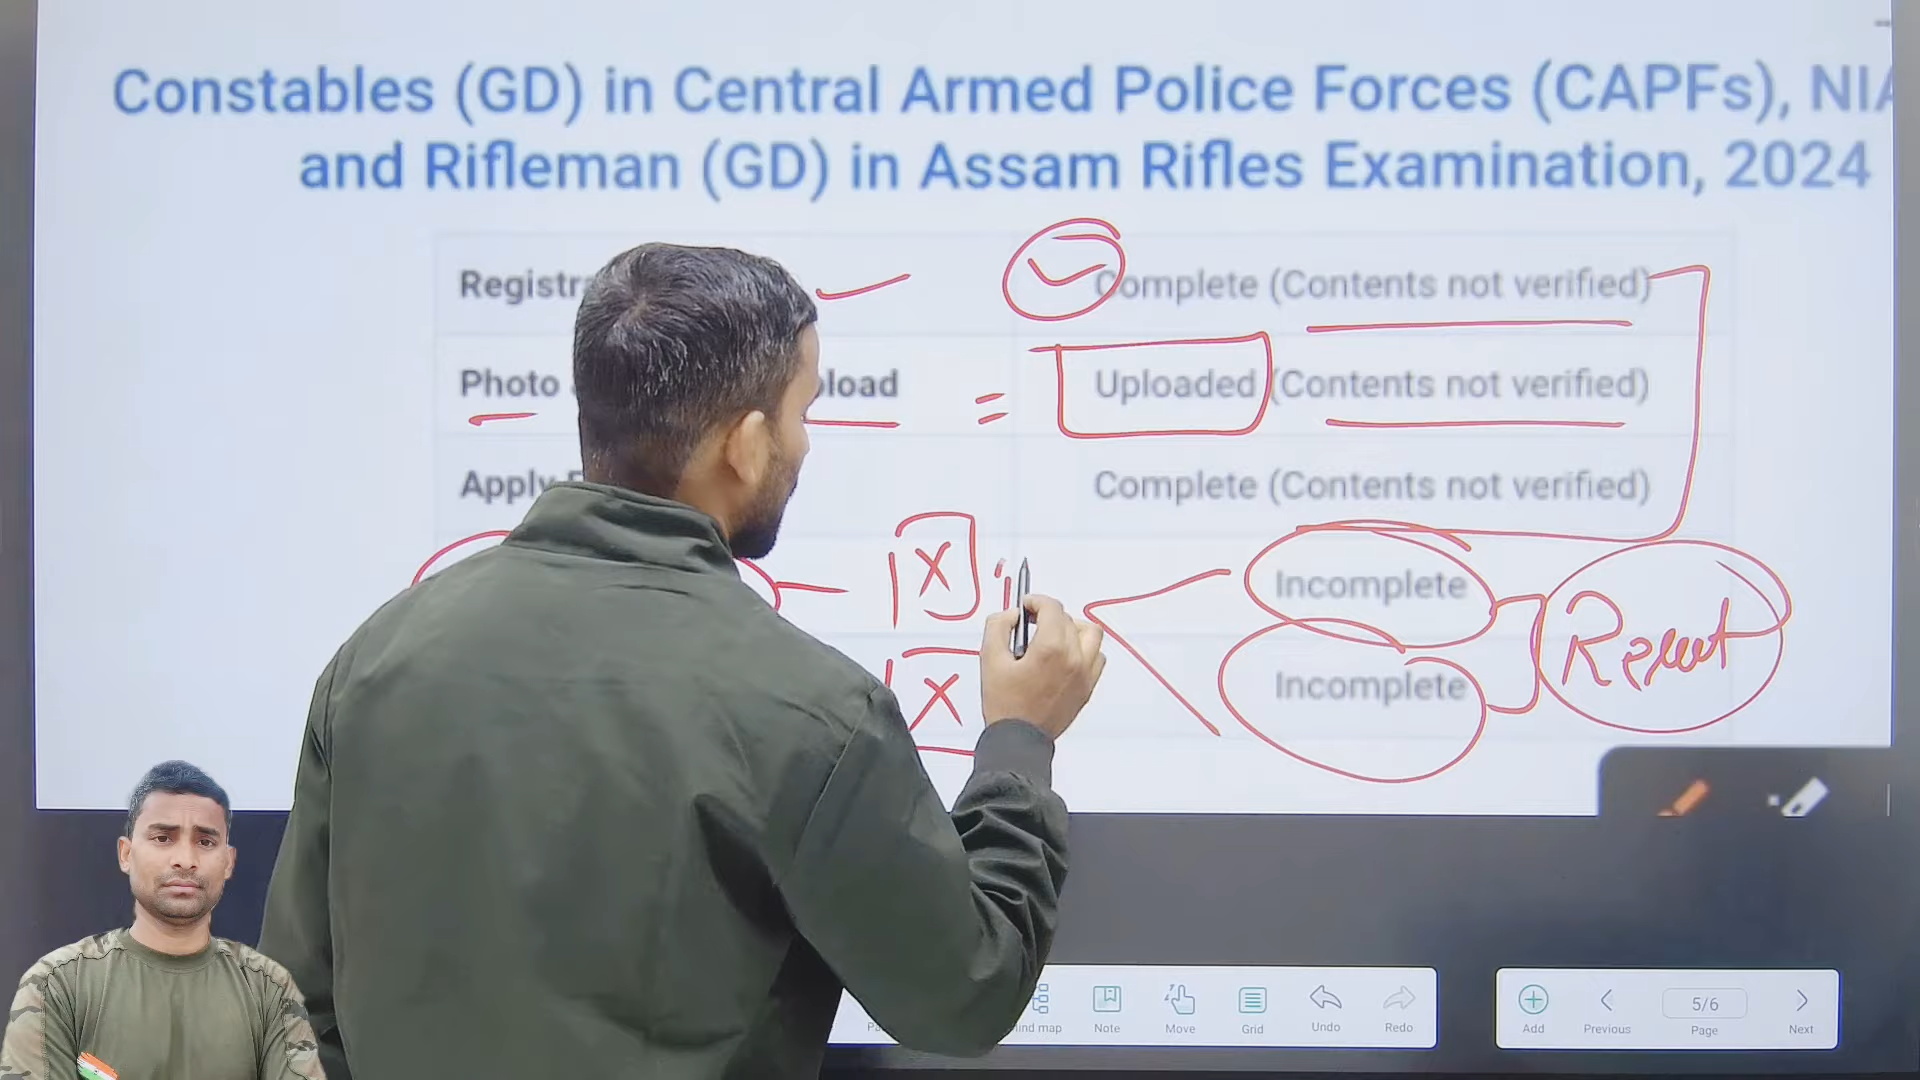 Constables (GD) in Central Armed Police Forces (CAPFs), NIA
and Rifleman (GD) in Assam Rifles Examination, 2024
Complete (Contents not verified)
Photo
Uploaded (Contents not verified)
Apply
Complete (Contents not verified)
X
Incomplete
X
Incomplete
map
Note
Move
Grid
Undo
Redo
Add
Previous
5/6
Page
Next